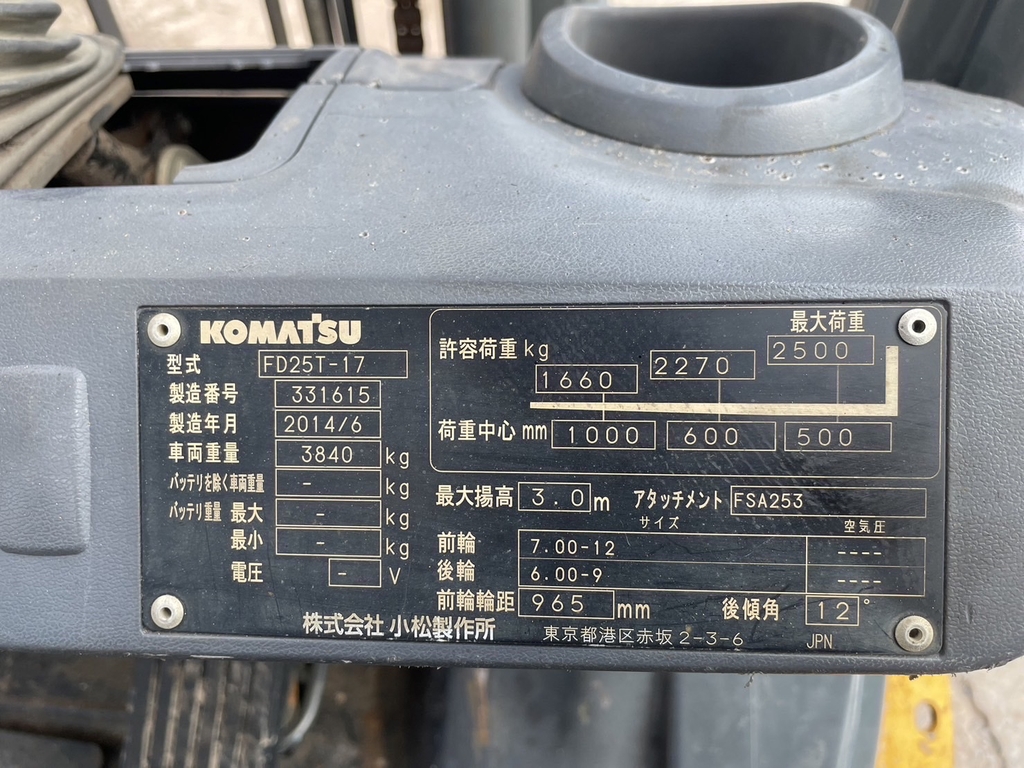 KOMATSU
型式 FD25T-17
製造番号 331615
製造年月 2014/6
車両重量 3840 kg
バッテリを除く車両重量 - kg
バッテリ重量 最大 - kg
最小 - kg
電圧 - V
最大荷重
許容荷重 kg 1660 2270 2500
荷重中心 mm 1000 600 500
最大揚高 3.0 m アタッチメント FSA253
サイズ 空気圧
前輪 7.00-12 ----
後輪 6.00-9 ----
前輪輪距 965 mm 後傾角 12°
株式会社 小松製作所 東京都港区赤坂 2-3-6 JPN